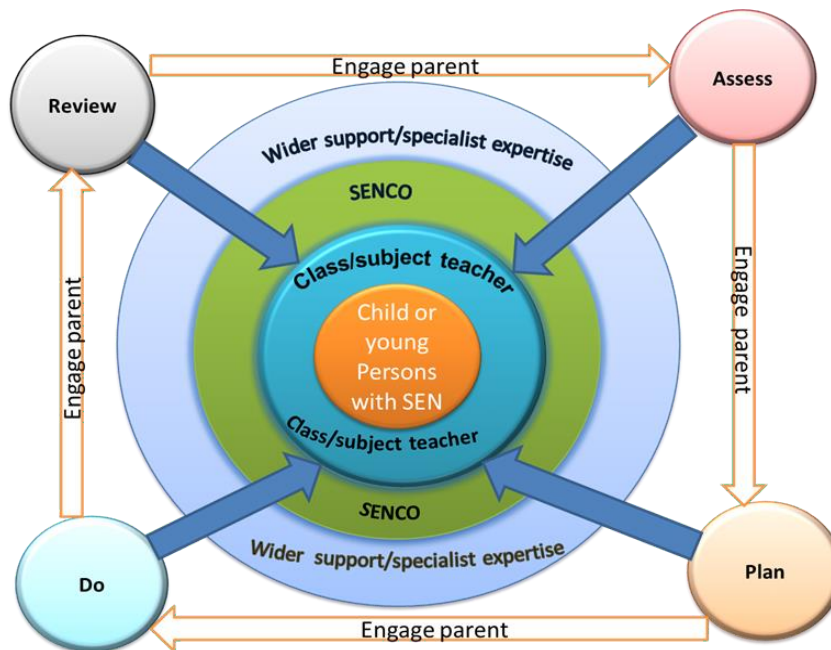 Engage parent
Review
Assess
Wider support/specialist expertise
SENCO
Class/subject teacher
Child or
young
Persons
with SEN
Engage parent
Engage parent
Class/subject teacher
SENCO
Wider support/specialist expertise
Do
Plan
Engage parent